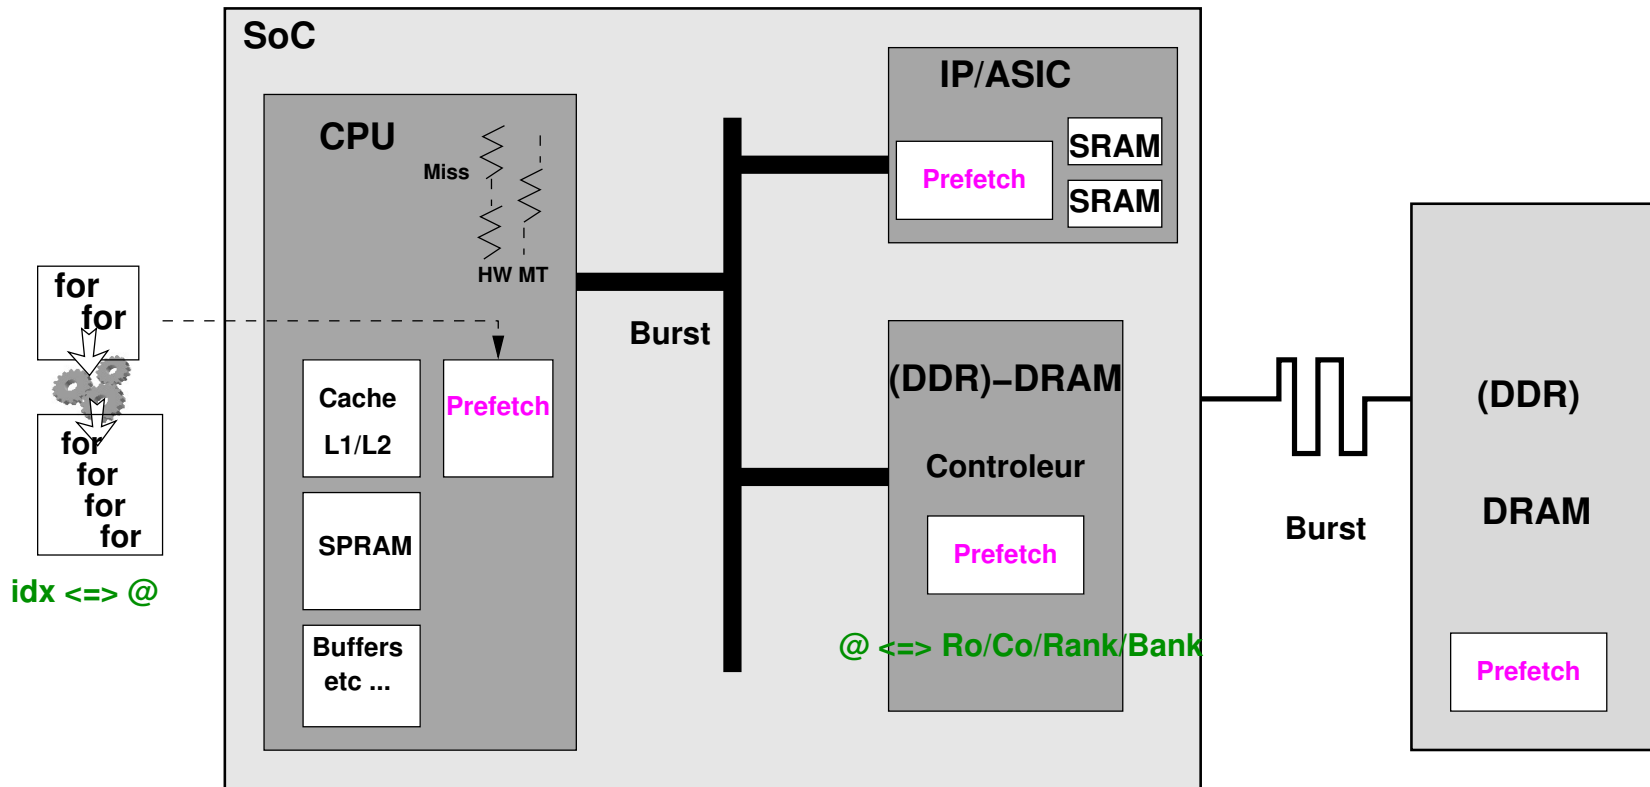 SoC
CPU
Miss
HW MT
for
for
for
for
for
for
idx <=> @
Cache
L1/L2
Prefetch
SPRAM
Buffers
etc ...
Burst
IP/ASIC
Prefetch
SRAM
SRAM
(DDR)–DRAM
Controleur
Prefetch
@ <=> Ro/Co/Rank/Bank
Burst
(DDR)
DRAM
Prefetch